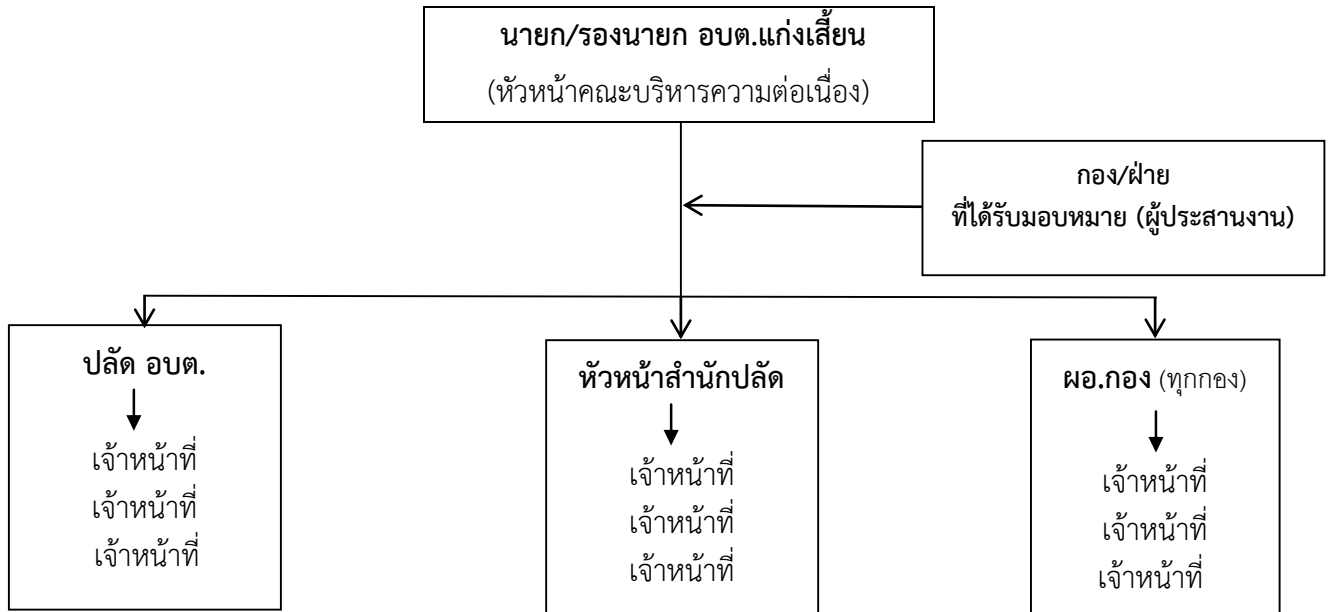 นายก/รองนายก อบต.แก่งเสี้ยน
(หัวหน้าคณะบริหารความต่อเนื่อง)
กอง/ฝ่าย
ที่ได้รับมอบหมาย (ผู้ประสานงาน)
ปลัด อบต.
เจ้าหน้าที่
เจ้าหน้าที่
เจ้าหน้าที่
หัวหน้าสำนักปลัด
เจ้าหน้าที่
เจ้าหน้าที่
เจ้าหน้าที่
ผอ.กอง (ทุกกอง)
เจ้าหน้าที่
เจ้าหน้าที่
เจ้าหน้าที่